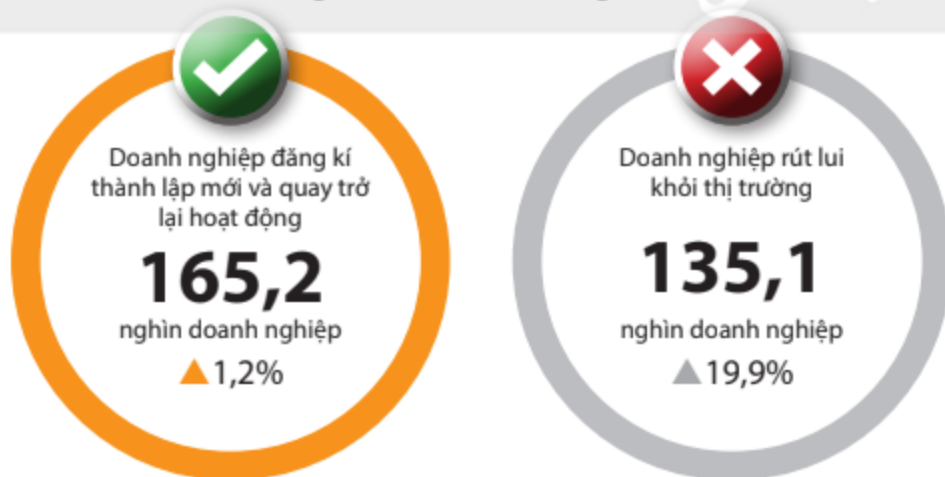 Doanh nghiệp đăng kí
thành lập mới và quay trở
lại hoạt động
165,2
nghìn doanh nghiệp
▲1,2%
Doanh nghiệp rút lui
khỏi thị trường
135,1
nghìn doanh nghiệp
▲19,9%